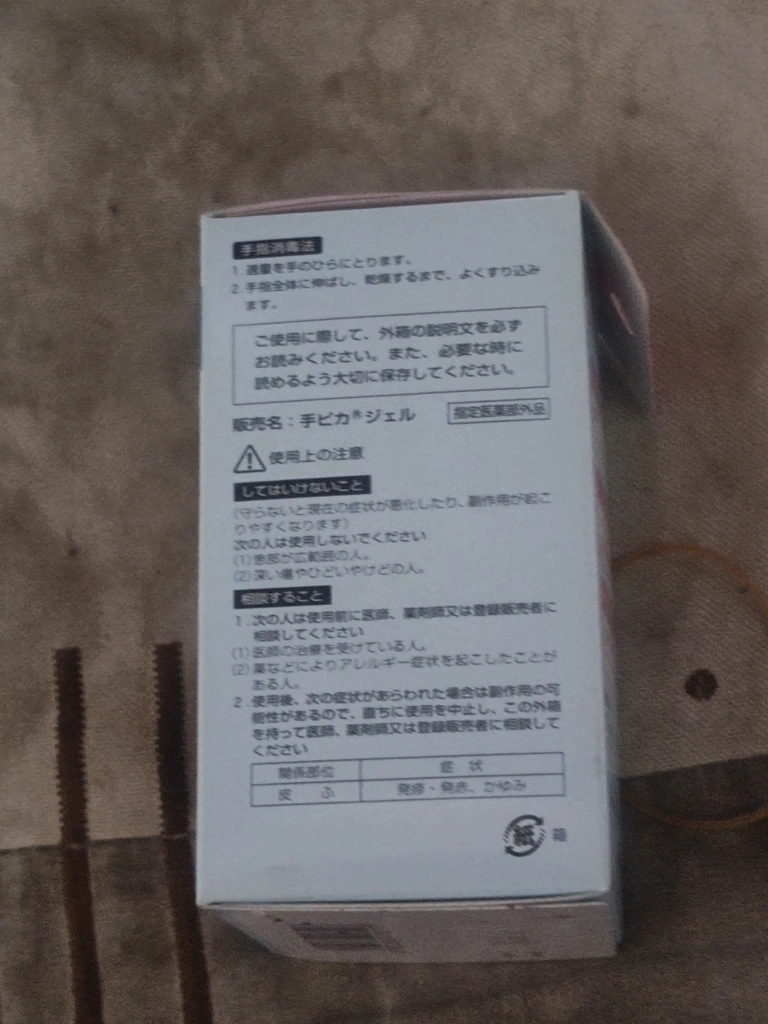 手指消毒法
1.適量を手のひらにとります。
2.手指全体に伸ばし、乾燥するまで、よくすり込み
ます。
ご使用に際して、外箱の説明文を必ず
お読みください。また、必要な時に
読めるよう大切に保存してください。
販売名：手ピカ®ジェル 指定医薬部外品
使用上の注意
してはいけないこと
(守らないと現在の症状が悪化したり、副作用が起こ
りやすくなります)
次の人は使用しないでください
(1)患部が広範囲の人。
(2)深い傷やひどいやけどの人。
相談すること
1.次の人は使用前に医師、薬剤師又は登録販売者に
相談してください
(1)医師の治療を受けている人。
(2)薬などによりアレルギー症状を起こしたことが
ある人。
2.使用後、次の症状があらわれた場合は副作用の可
能性があるので、直ちに使用を中止し、この外箱
を持って医師、薬剤師又は登録販売者に相談して
ください
関係部位 症状
皮ふ 発疹・発赤、かゆみ
紙 箱